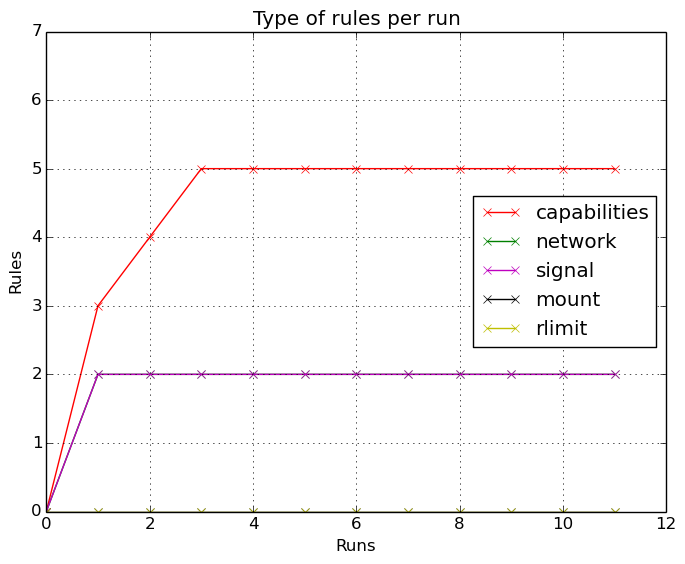 Type of rules per run
7
6
5
4
3
2
1
0
Rules
capabilities
network
signal
mount
rlimit
0 2 4 6 8 10 12
Runs